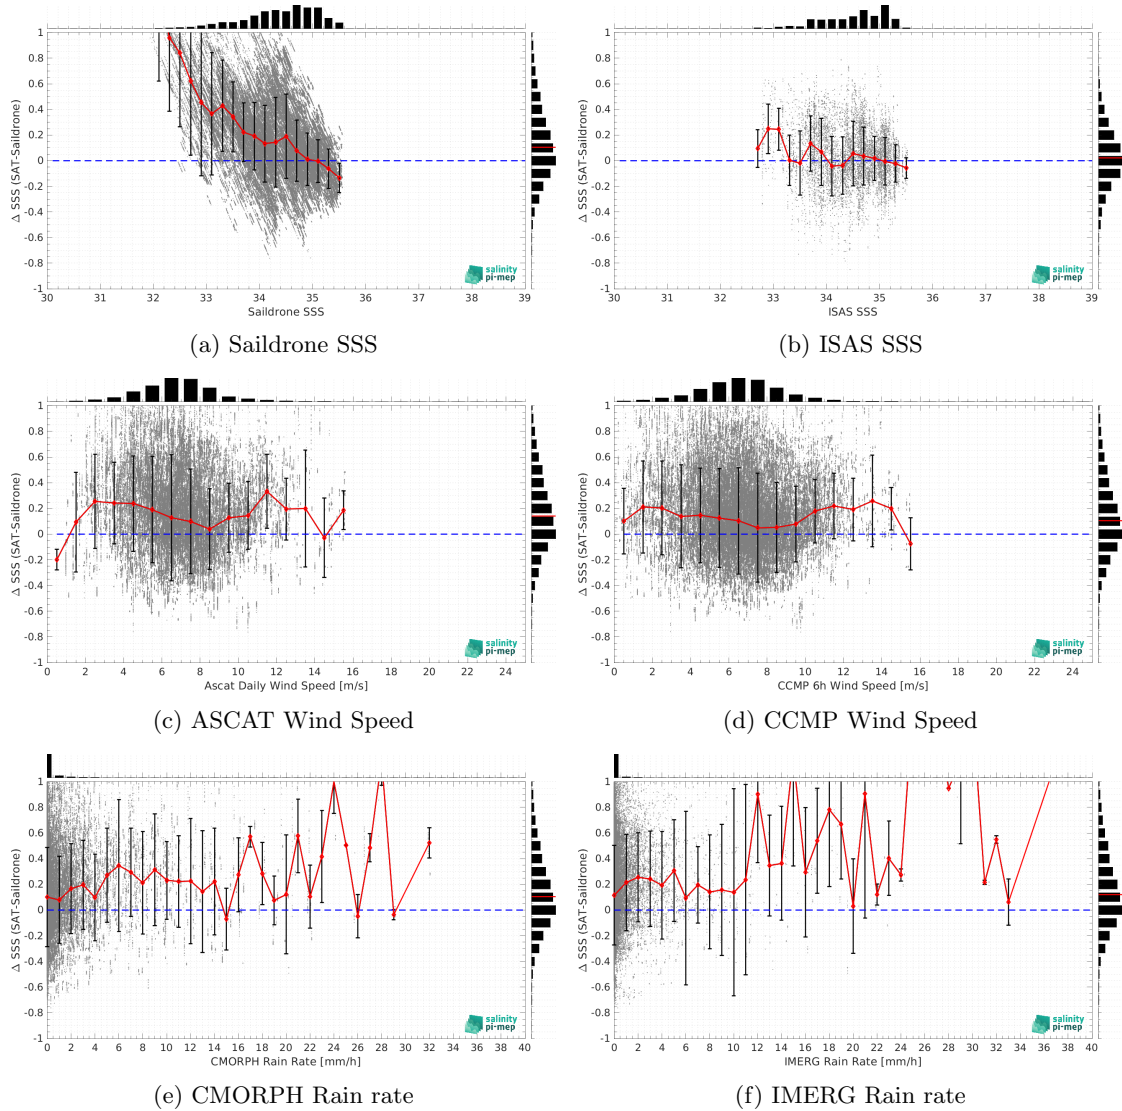 1
0.8
0.6
0.4
0.2
0
-0.2
-0.4
-0.6
-0.8
-1
Δ SSS (SAT-Saildrone)
salinity
pi-mep
30 31 32 33 34 35 36 37 38 39
Saildrone SSS
(a) Saildrone SSS
1
0.8
0.6
0.4
0.2
0
-0.2
-0.4
-0.6
-0.8
-1
Δ SSS (SAT-Saildrone)
salinity
pi-mep
30 31 32 33 34 35 36 37 38 39
ISAS SSS
(b) ISAS SSS
1
0.8
0.6
0.4
0.2
0
-0.2
-0.4
-0.6
-0.8
-1
Δ SSS (SAT-Saildrone)
salinity
pi-mep
0 2 4 6 8 10 12 14 16 18 20 22 24
Ascat Daily Wind Speed [m/s]
(c) ASCAT Wind Speed
1
0.8
0.6
0.4
0.2
0
-0.2
-0.4
-0.6
-0.8
-1
Δ SSS (SAT-Saildrone)
salinity
pi-mep
0 2 4 6 8 10 12 14 16 18 20 22 24
CCMP 6h Wind Speed [m/s]
(d) CCMP Wind Speed
1
0.8
0.6
0.4
0.2
0
-0.2
-0.4
-0.6
-0.8
-1
Δ SSS (SAT-Saildrone)
salinity
pi-mep
0 2 4 6 8 10 12 14 16 18 20 22 24 26 28 30 32 34 36 38 40
CMORPH Rain Rate [mm/h]
(e) CMORPH Rain rate
1
0.8
0.6
0.4
0.2
0
-0.2
-0.4
-0.6
-0.8
-1
Δ SSS (SAT-Saildrone)
salinity
pi-mep
0 2 4 6 8 10 12 14 16 18 20 22 24 26 28 30 32 34 36 38 40
IMERG Rain Rate [mm/h]
(f) IMERG Rain rate